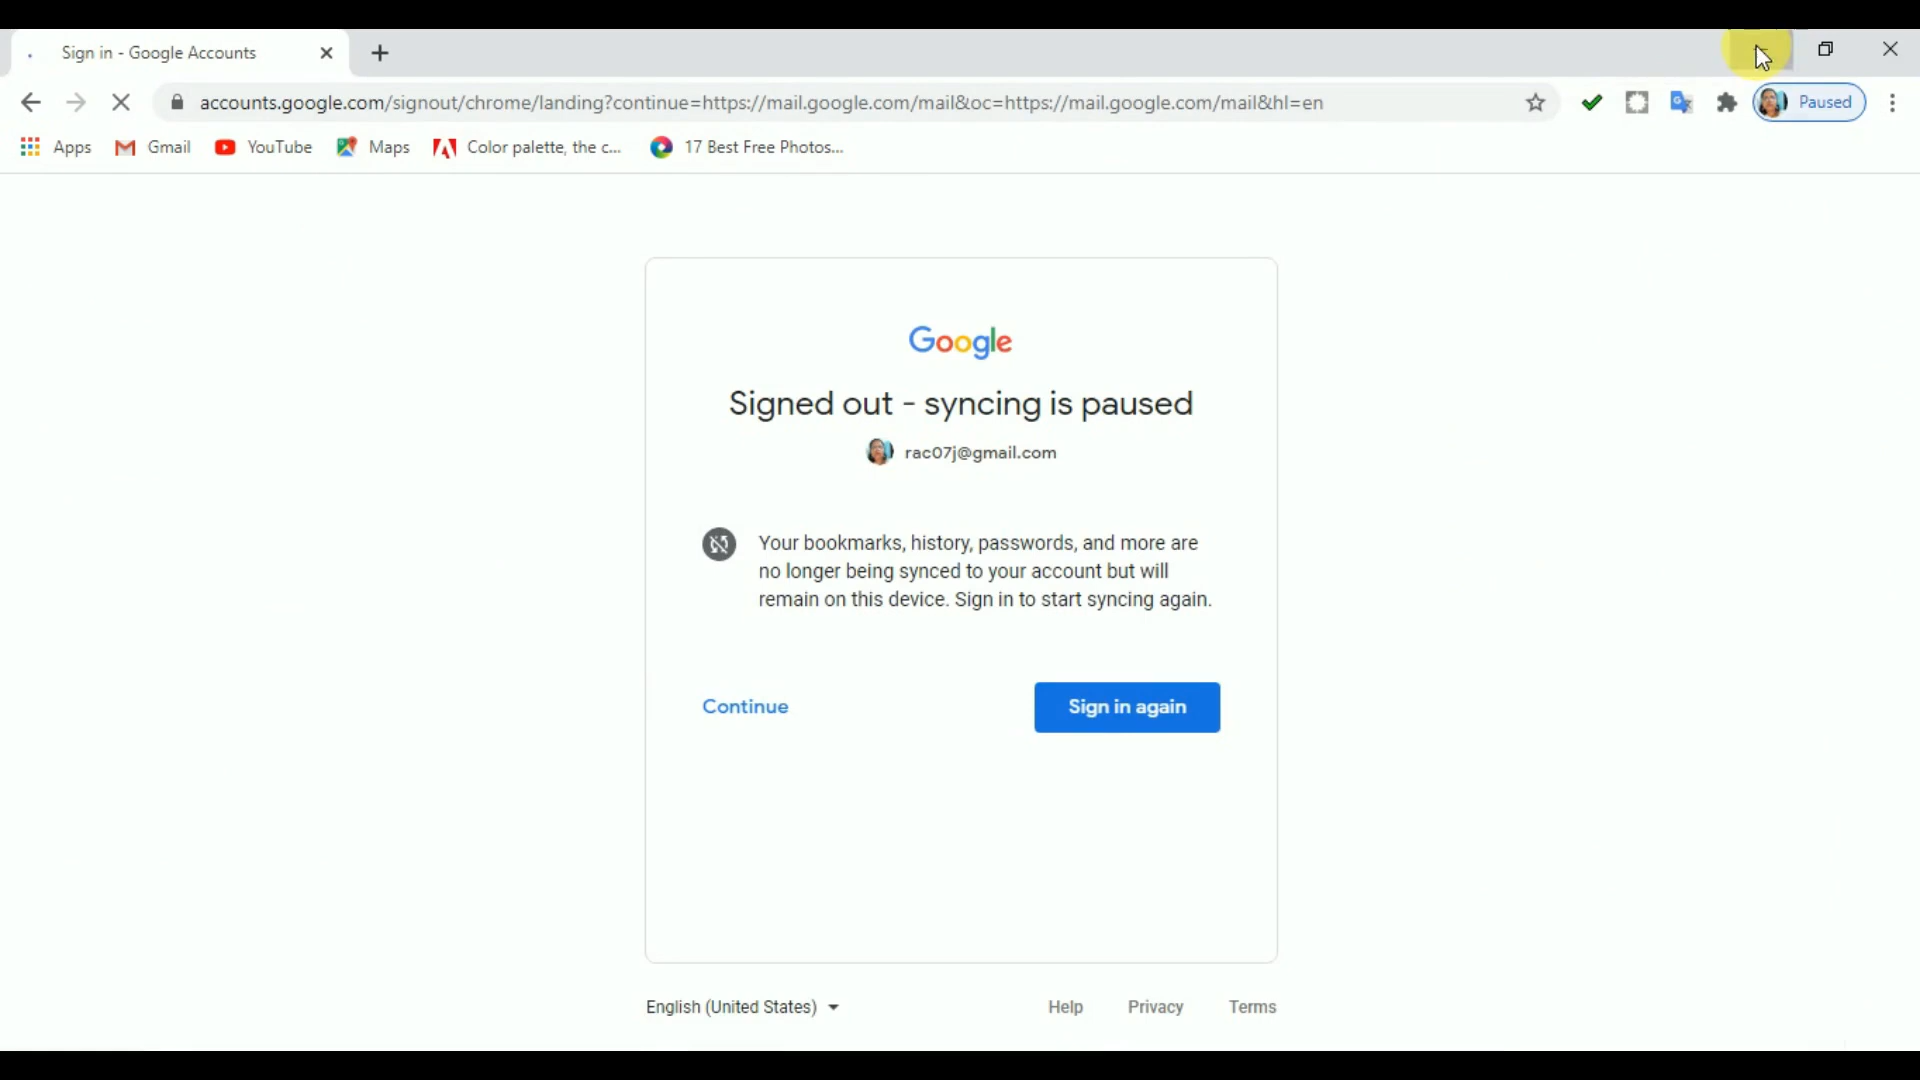 Sign in - Google Accounts
accounts.google.com/signout/chrome/landing?continue=https://mail.google.com/mail&oc=https://mail.google.com/mail&hl=en
Paused
Apps Gmail YouTube Maps Color palette, the c... 17 Best Free Photos...
Google
Signed out - syncing is paused
rac07j@gmail.com
Your bookmarks, history, passwords, and more are
no longer being synced to your account but will
remain on this device. Sign in to start syncing again.
Continue Sign in again
English (United States) Help Privacy Terms